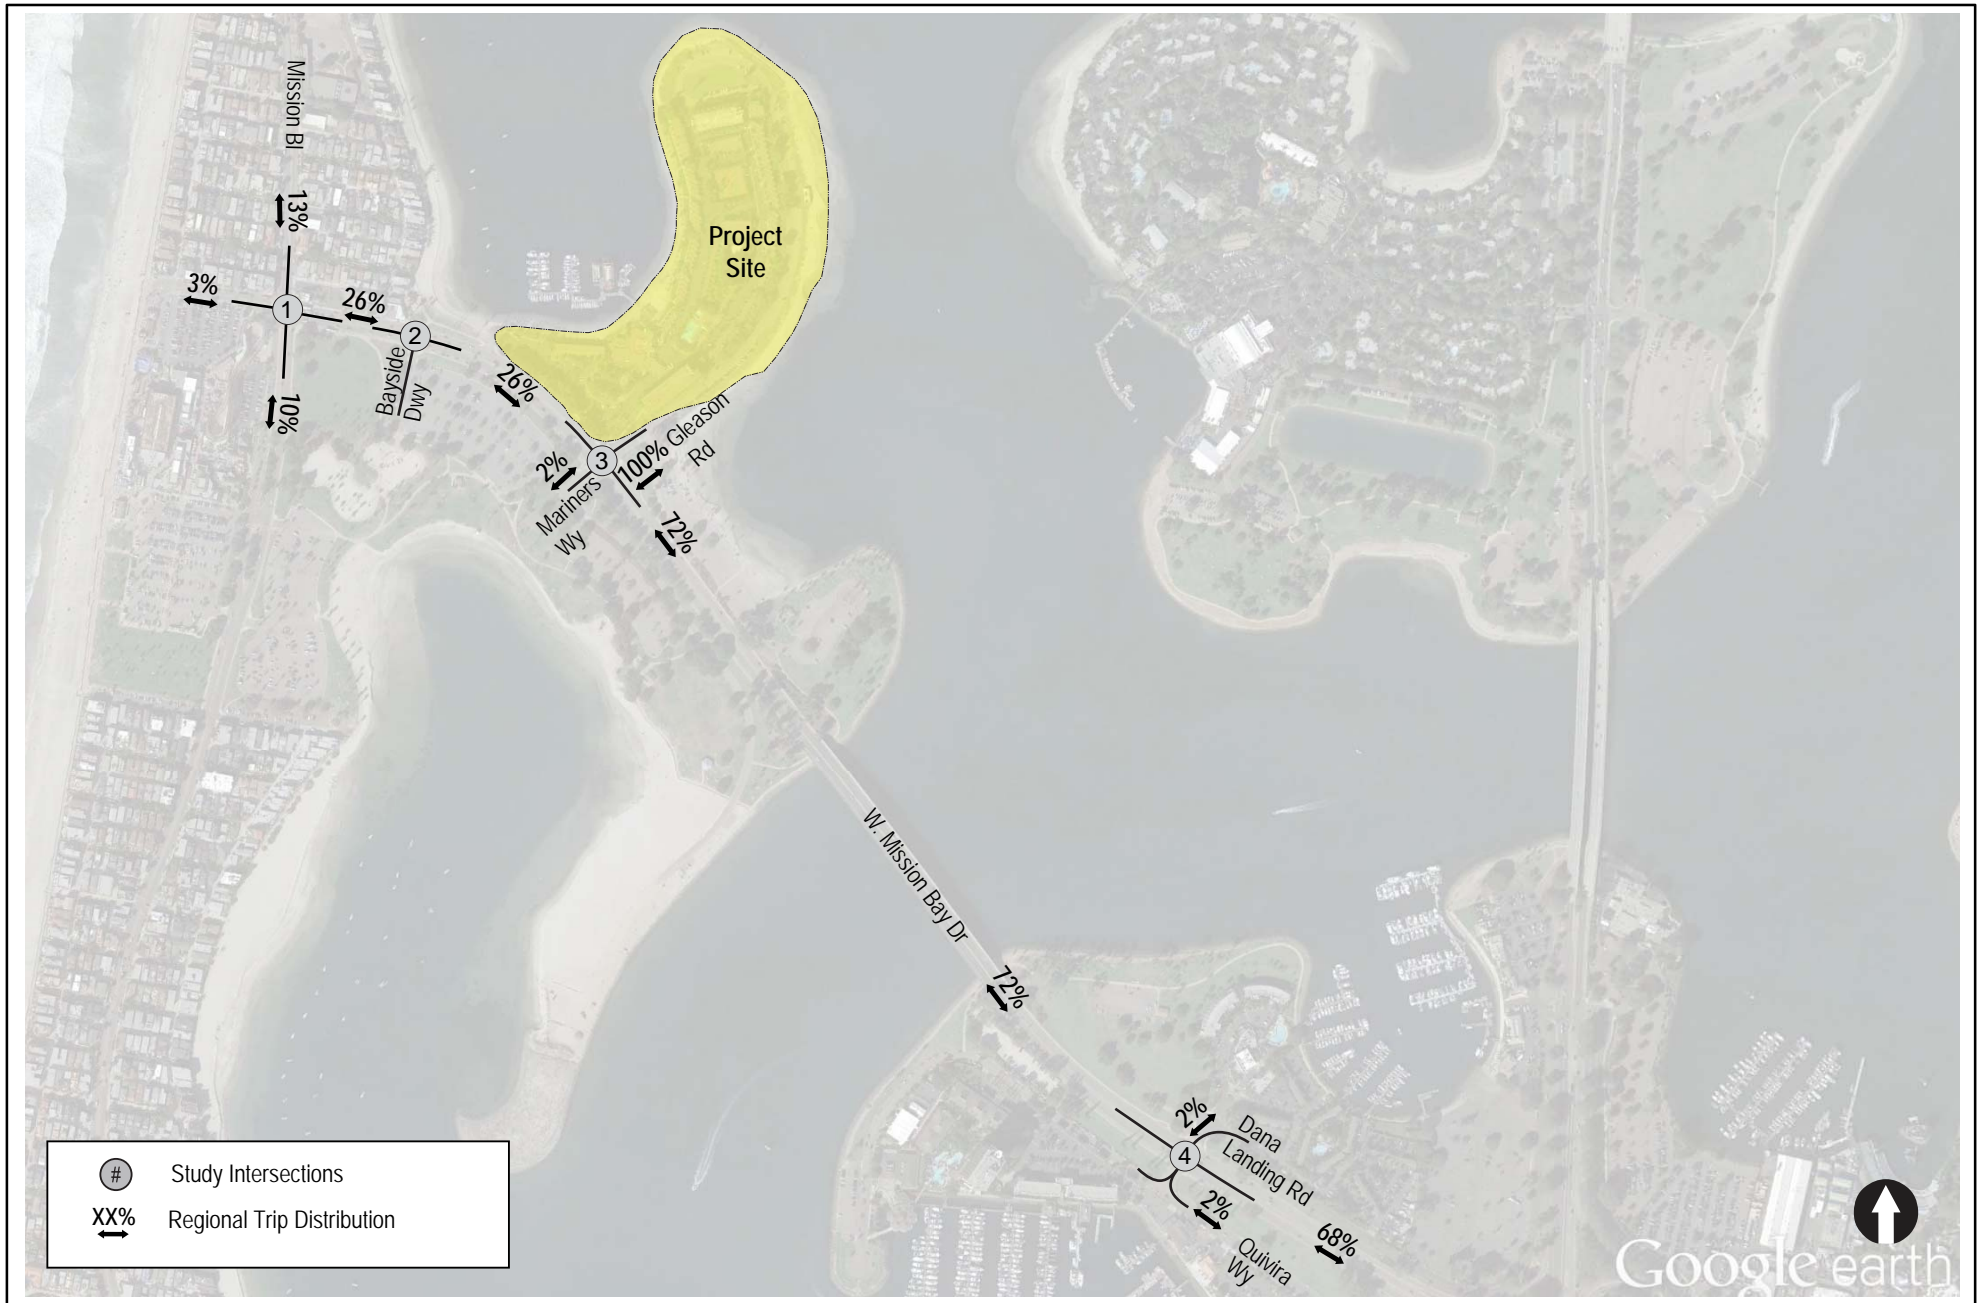 Mission Bl
13%
3%
1
26%
2
10%
Bayside
Dwy
Project
Site
26%
3
2%
100%
Gleason
Rd
Mariners
Wy
72%
W. Mission Bay Dr
72%
2%
Dana
Landing Rd
4
2%
Quivira
Wy
68%
# Study Intersections
XX% Regional Trip Distribution
Google earth